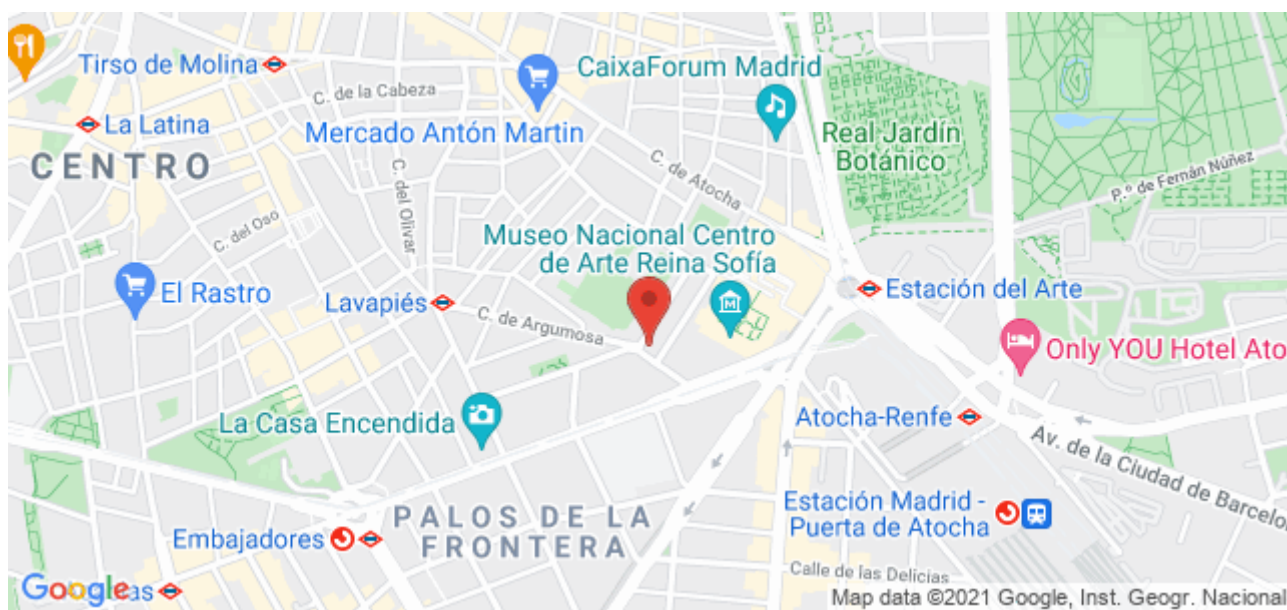 Tirso de Molina
CaixaForum Madrid
C. de la Cabeza
La Latina
Mercado Antón Martin
Real Jardín
Botánico
CENTRO
C. de Atocha
P.º de Fernán Núñez
C. del Olivar
C. del Oso
Museo Nacional Centro
de Arte Reina Sofía
El Rastro
Lavapiés
Estación del Arte
C. de Argumosa
Only YOU Hotel Ato
La Casa Encendida
Atocha-Renfe
Av. de la Ciudad de Barcelo
Estación Madrid -
Puerta de Atocha
PALOS DE LA
FRONTERA
Embajadores
Calle de las Delicias
Google
as
Map data ©2021 Google, Inst. Geogr. Nacional